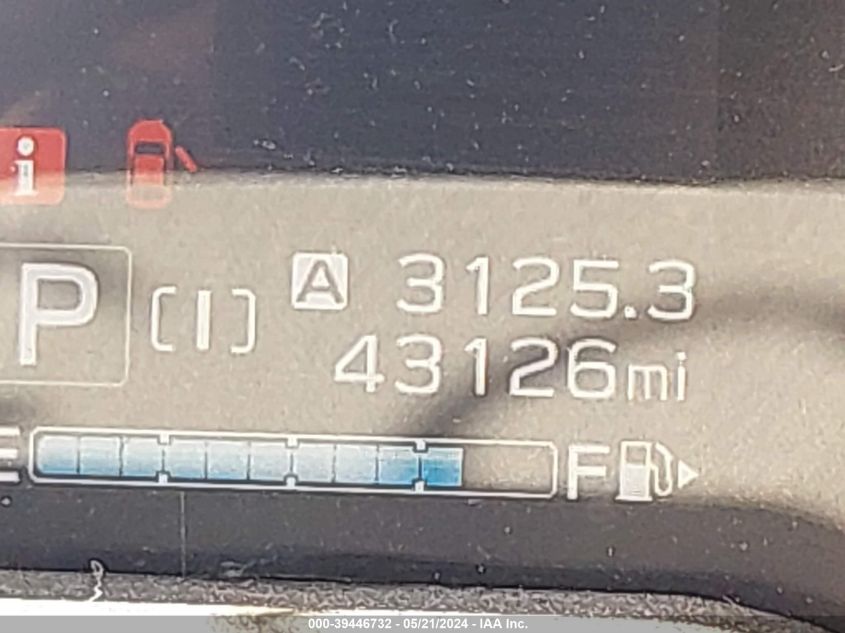 i
P [I] A 3125.3
43126mi
E F
000-39446732 - 05/21/2024 - IAA Inc.